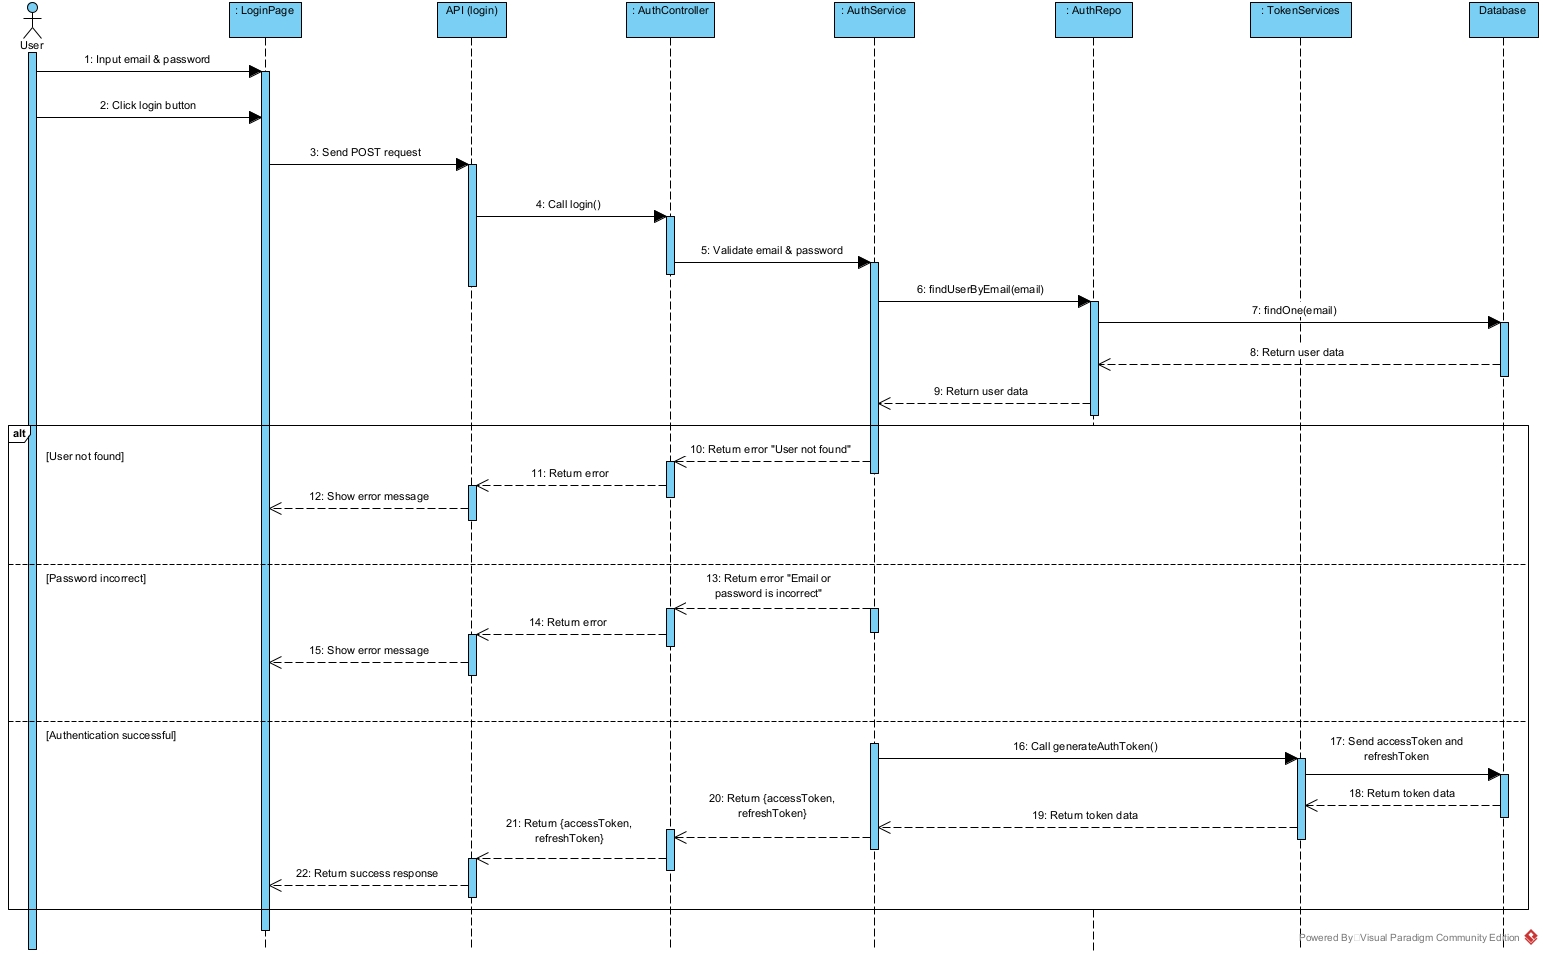 User
: LoginPage
API (login)
: AuthController
: AuthService
: AuthRepo
: TokenServices
Database
1: Input email & password
2: Click login button
3: Send POST request
4: Call login()
5: Validate email & password
6: findUserByEmail(email)
7: findOne(email)
8: Return user data
9: Return user data
alt
[User not found]
10: Return error "User not found"
11: Return error
12: Show error message
[Password incorrect]
13: Return error "Email or
password is incorrect"
14: Return error
15: Show error message
[Authentication successful]
16: Call generateAuthToken()
17: Send accessToken and
refreshToken
18: Return token data
19: Return token data
20: Return {accessToken,
refreshToken}
21: Return {accessToken,
refreshToken}
22: Return success response
Powered By Visual Paradigm Community Edition